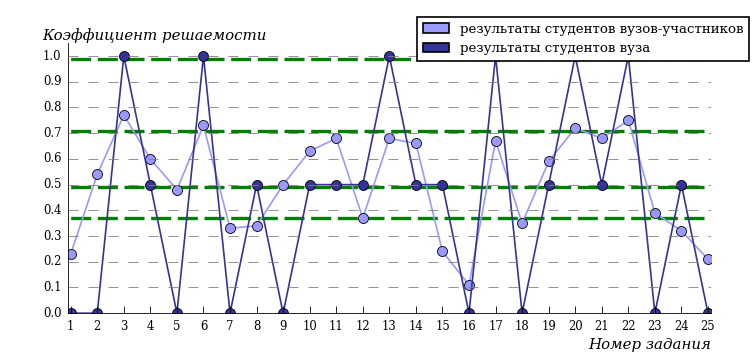 Коэффициент решаемости
результаты студентов вузов-участников
результаты студентов вуза
1.0
0.9
0.8
0.7
0.6
0.5
0.4
0.3
0.2
0.1
0.0
1 2 3 4 5 6 7 8 9 10 11 12 13 14 15 16 17 18 19 20 21 22 23 24 25
Номер задания